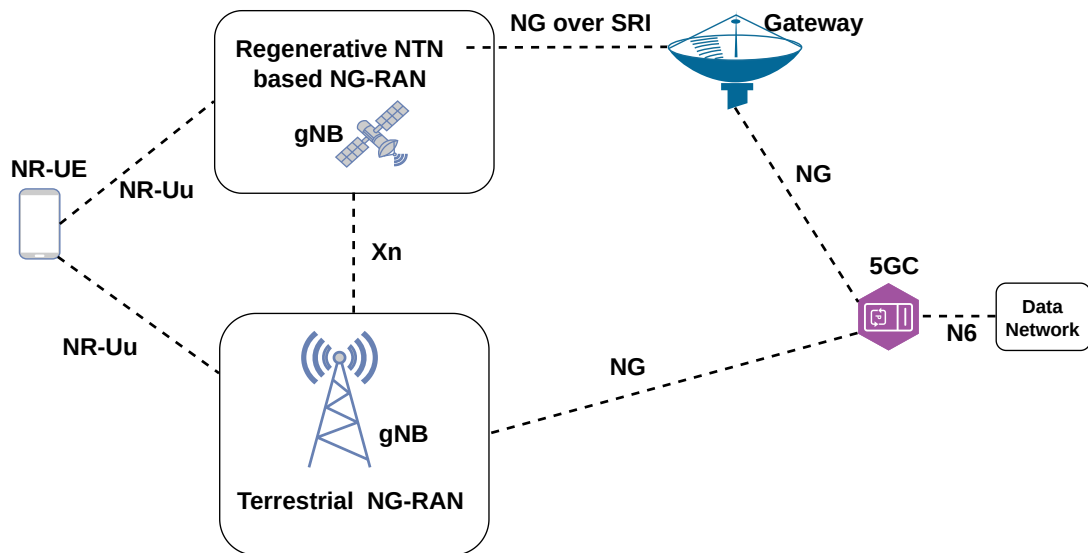 NG over SRI
Gateway
Regenerative NTN
based NG-RAN
gNB
NR-UE
NR-Uu
NG
Xn
5GC
Data
Network
N6
NR-Uu
NG
gNB
Terrestrial NG-RAN